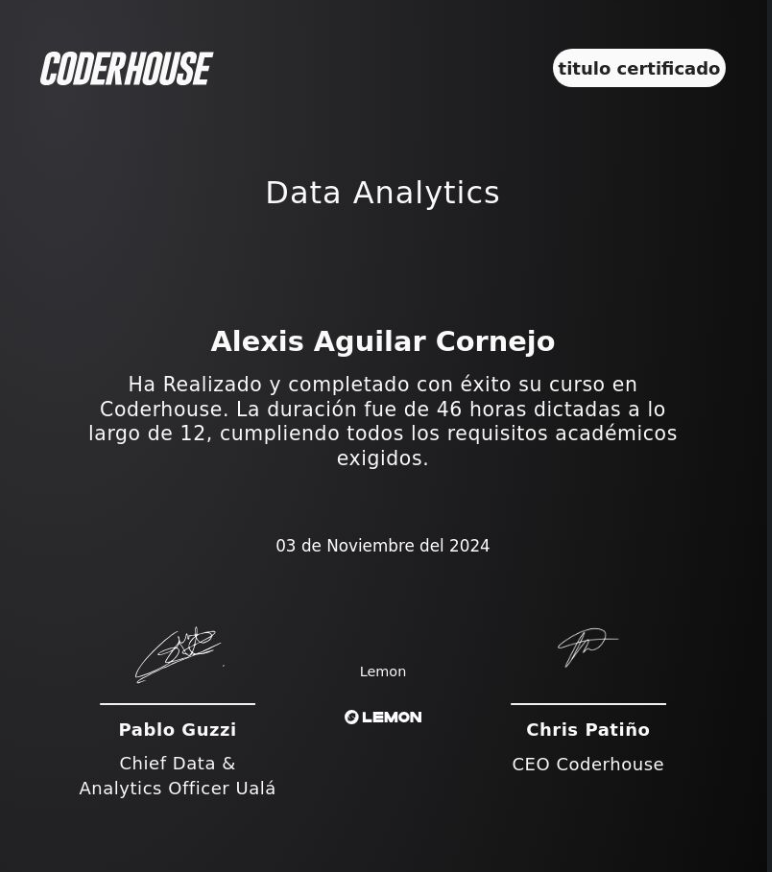 CODERHOUSE
titulo certificado
Data Analytics
Alexis Aguilar Cornejo
Ha Realizado y completado con éxito su curso en
Coderhouse. La duración fue de 46 horas dictadas a lo
largo de 12, cumpliendo todos los requisitos académicos
exigidos.
03 de Noviembre del 2024
Lemon
LEMON
Pablo Guzzi
Chief Data &
Analytics Officer Ualá
Chris Patiño
CEO Coderhouse